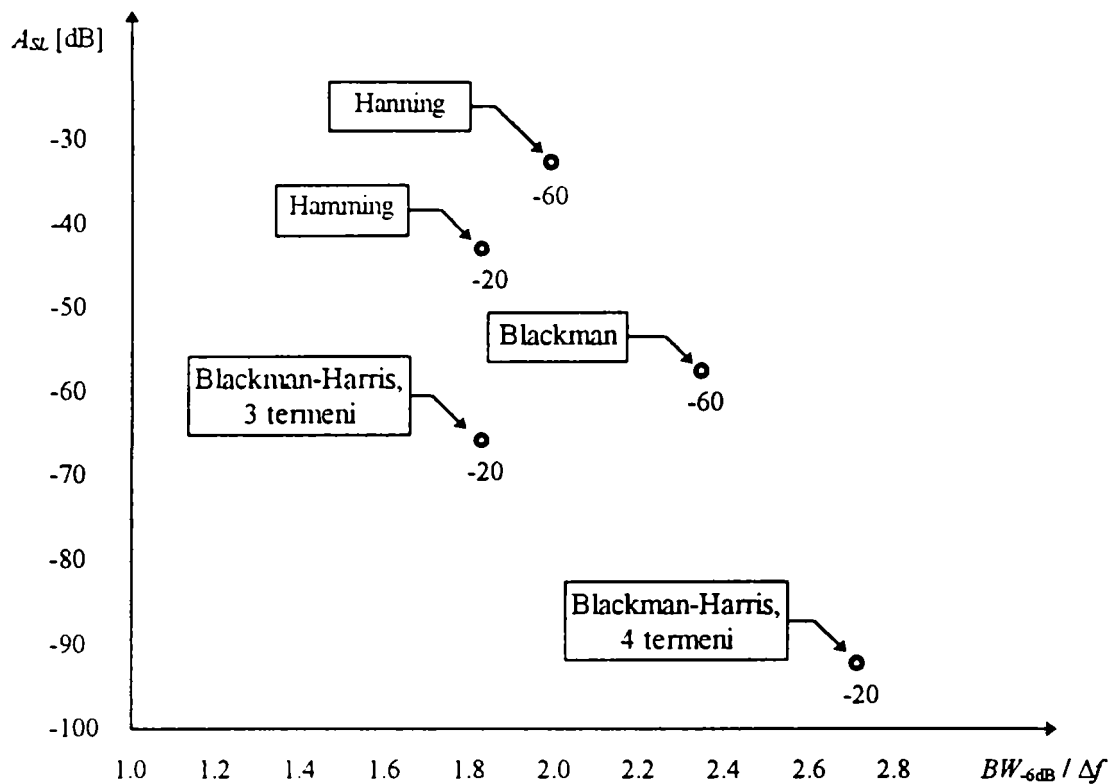 A_SL [dB]
Hanning
-30
-60
Hamming
-40
-20
-50
Blackman
Blackman-Harris,
3 termeni
-60
-60
-20
-70
-80
Blackman-Harris,
4 termeni
-90
-20
-100
1.0 1.2 1.4 1.6 1.8 2.0 2.2 2.4 2.6 2.8 BW_-6dB / Δf